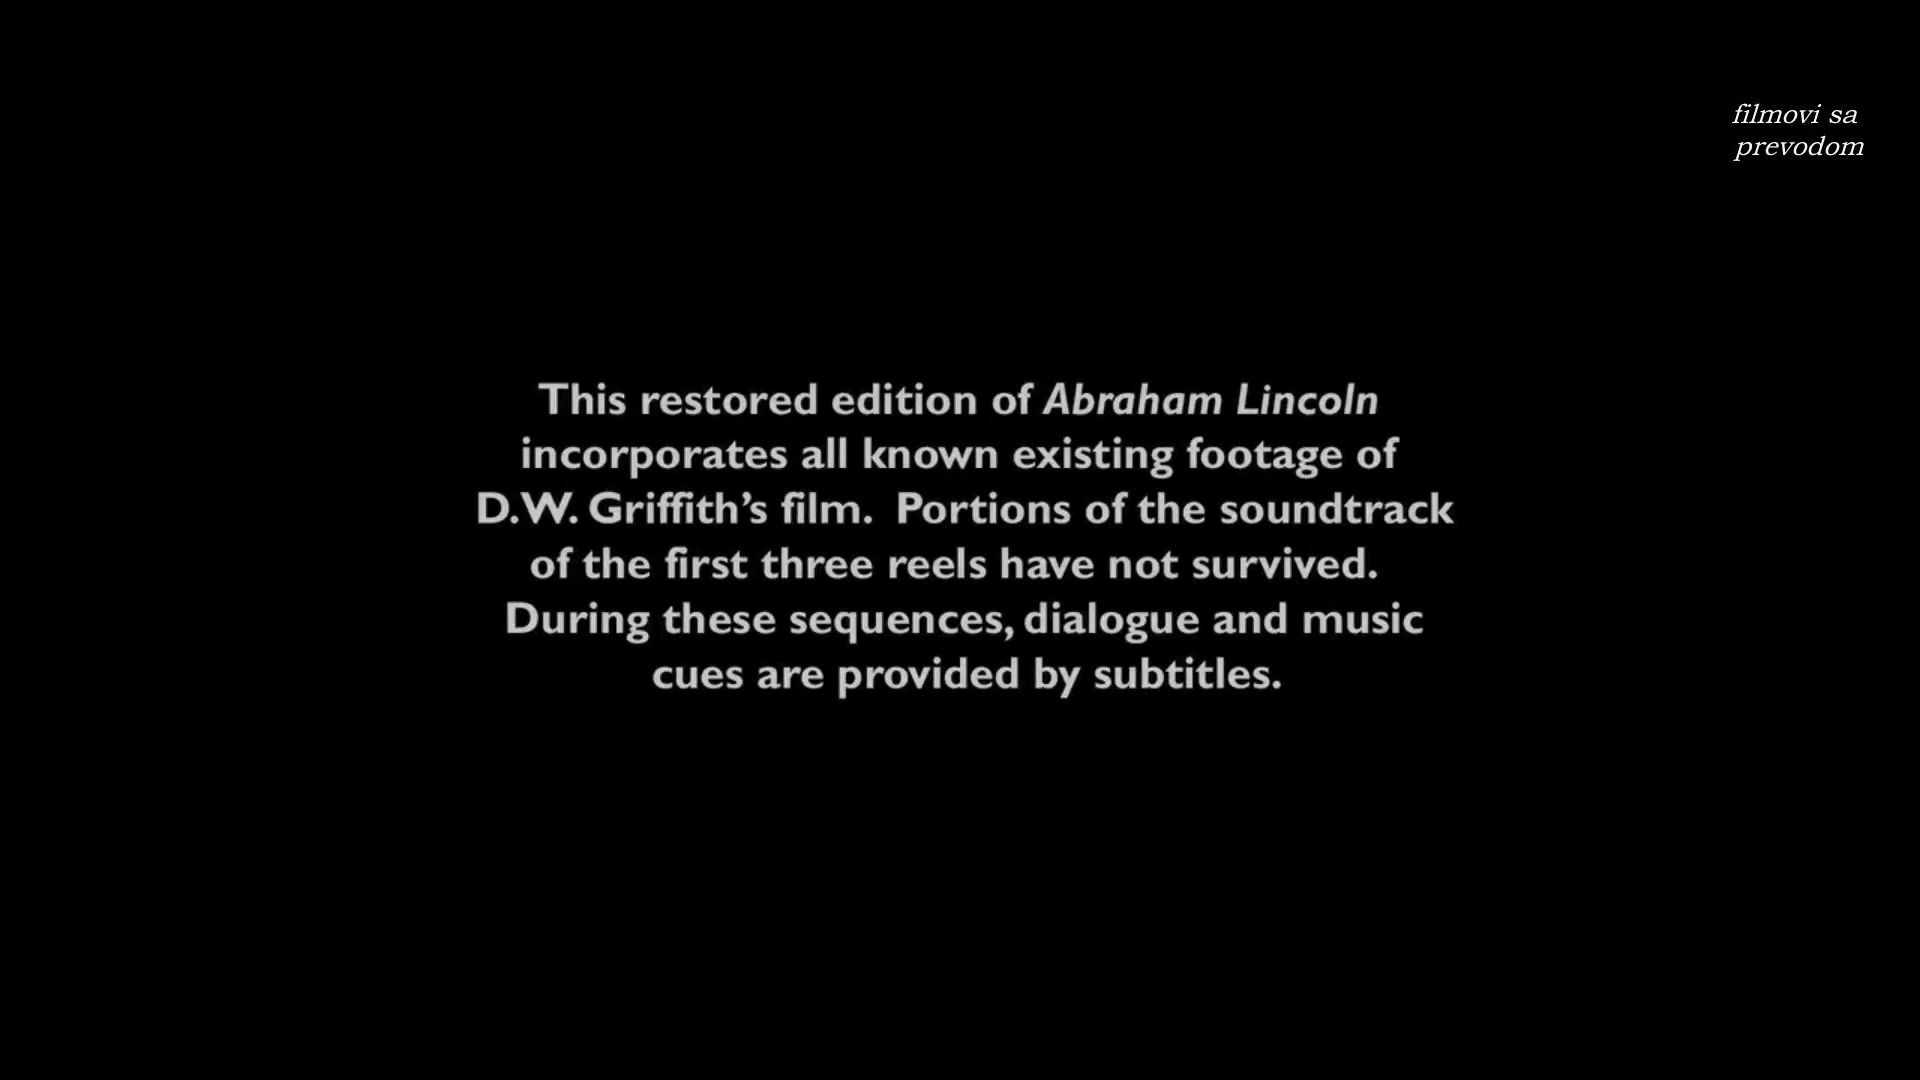 filmovi sa
prevodom
This restored edition of Abraham Lincoln
incorporates all known existing footage of
D.W. Griffith’s film.  Portions of the soundtrack
of the first three reels have not survived.
During these sequences, dialogue and music
cues are provided by subtitles.